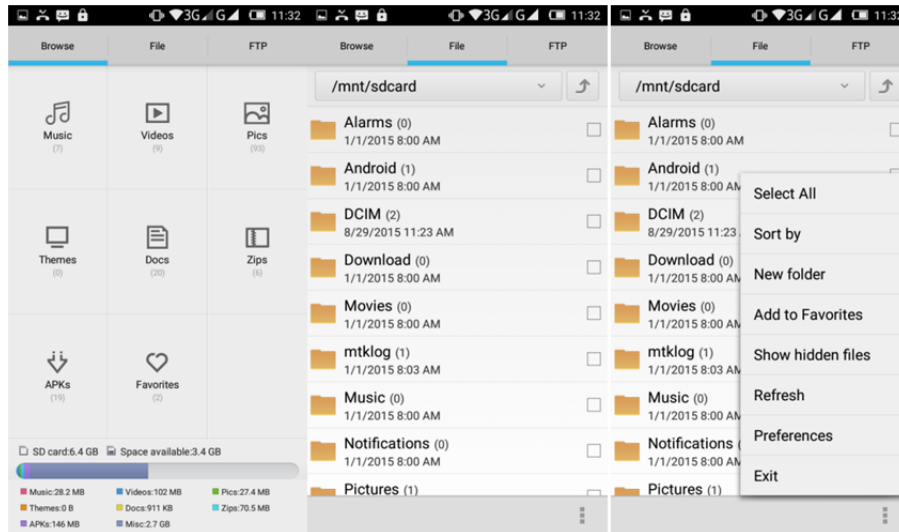 3G G 11:32
Browse File FTP
Music Videos Pics
(7) (9) (93)
Themes Docs Zips
(0) (20) (6)
APKs Favorites
(19) (2)
SD card:6.4 GB Space available:3.4 GB
Music:28.2 MB Videos:102 MB Pics:27.4 MB
Themes:0 B Docs:911 KB Zips:70.5 MB
APKs:146 MB Misc:2.7 GB
3G G 11:32
Browse File FTP
/mnt/sdcard
Alarms (0)
1/1/2015 8:00 AM
Android (1)
1/1/2015 8:00 AM
DCIM (2)
8/29/2015 11:23 AM
Download (0)
1/1/2015 8:00 AM
Movies (0)
1/1/2015 8:00 AM
mtklog (1)
1/1/2015 8:03 AM
Music (0)
1/1/2015 8:00 AM
Notifications (0)
1/1/2015 8:00 AM
Pictures (1)
3G G 11:32
Browse File FTP
/mnt/sdcard
Alarms (0)
1/1/2015 8:00 AM
Android (1)
1/1/2015 8:00 AM
DCIM (2)
8/29/2015 11:23
Download (0)
1/1/2015 8:00 AM
Movies (0)
1/1/2015 8:00 AM
mtklog (1)
1/1/2015 8:03 AM
Music (0)
1/1/2015 8:00 AM
Notifications (
1/1/2015 8:00 AM
Pictures (1)
Select All
Sort by
New folder
Add to Favorites
Show hidden files
Refresh
Preferences
Exit